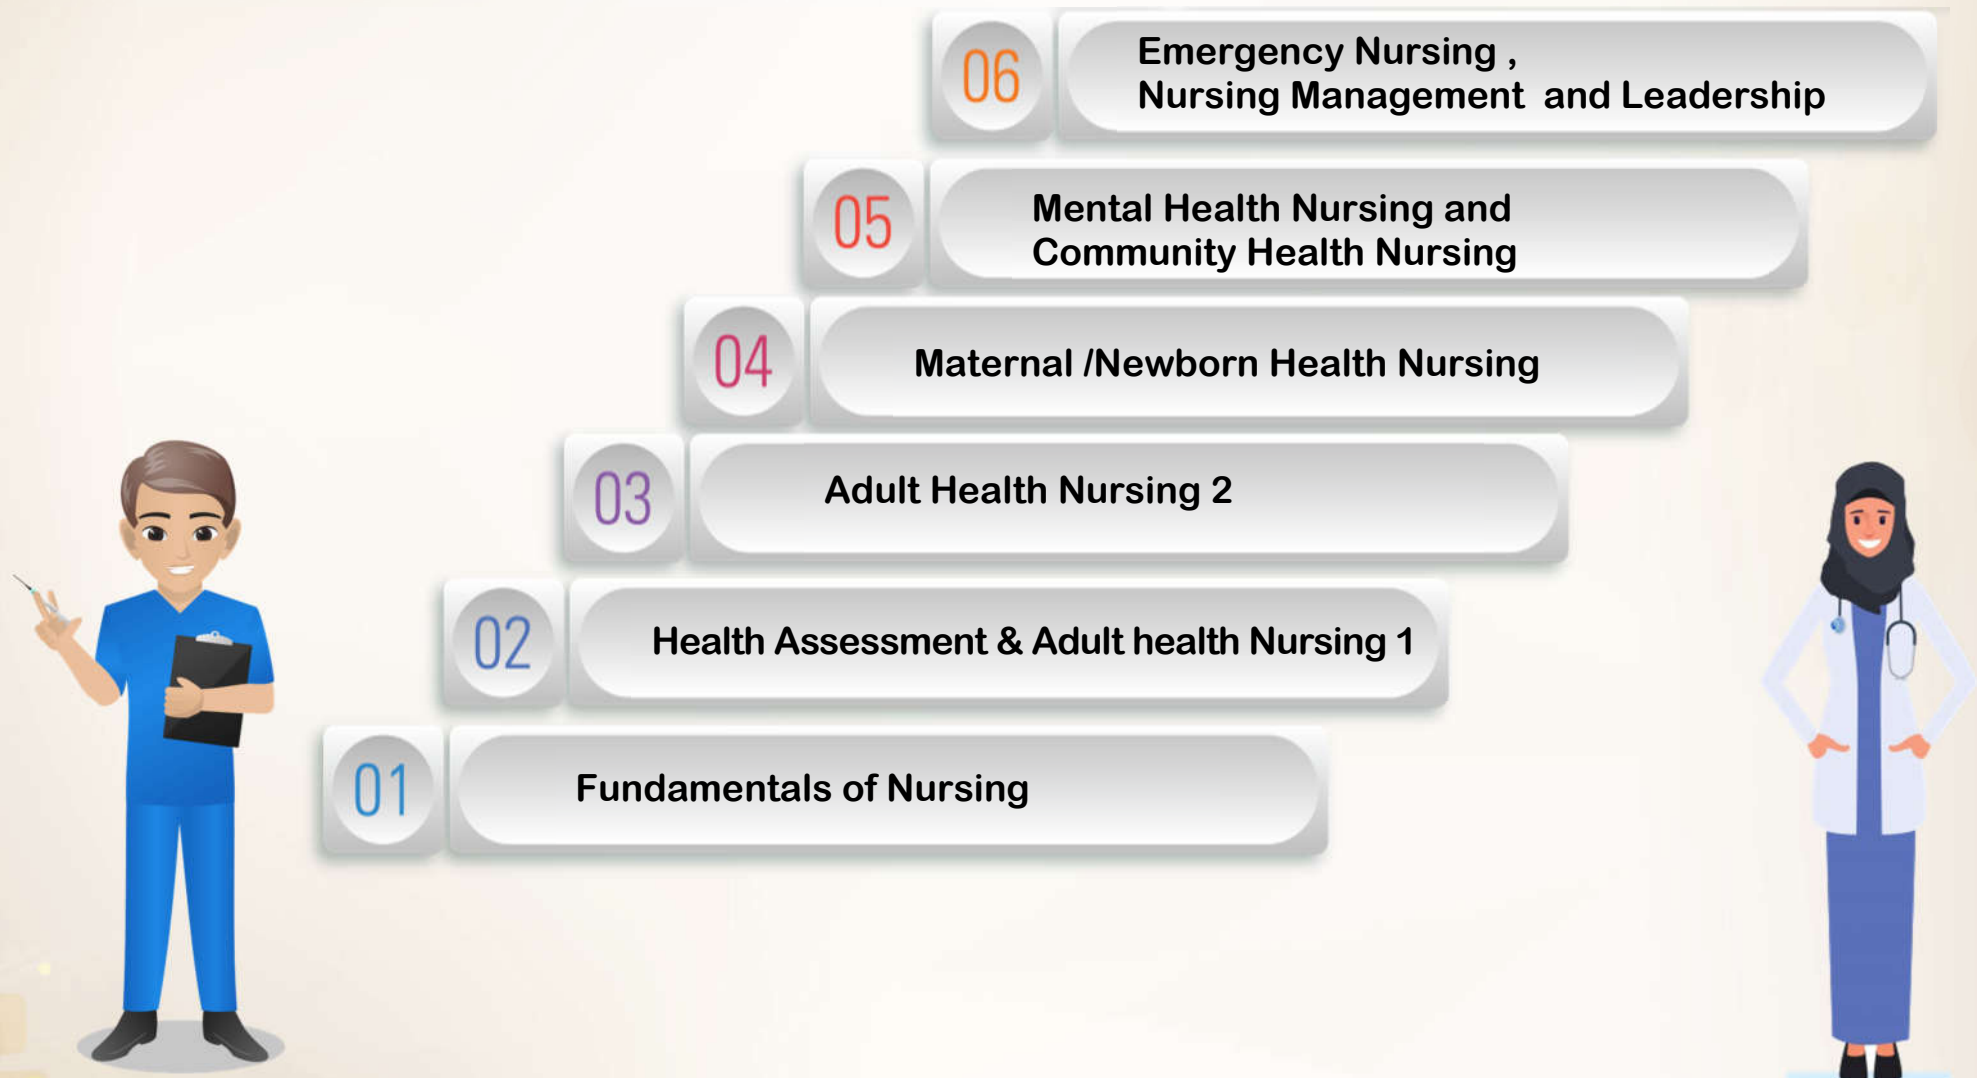 06
Emergency Nursing ,
Nursing Management and Leadership
05
Mental Health Nursing and
Community Health Nursing
04
Maternal /Newborn Health Nursing
03
Adult Health Nursing 2
02
Health Assessment & Adult health Nursing 1
01
Fundamentals of Nursing